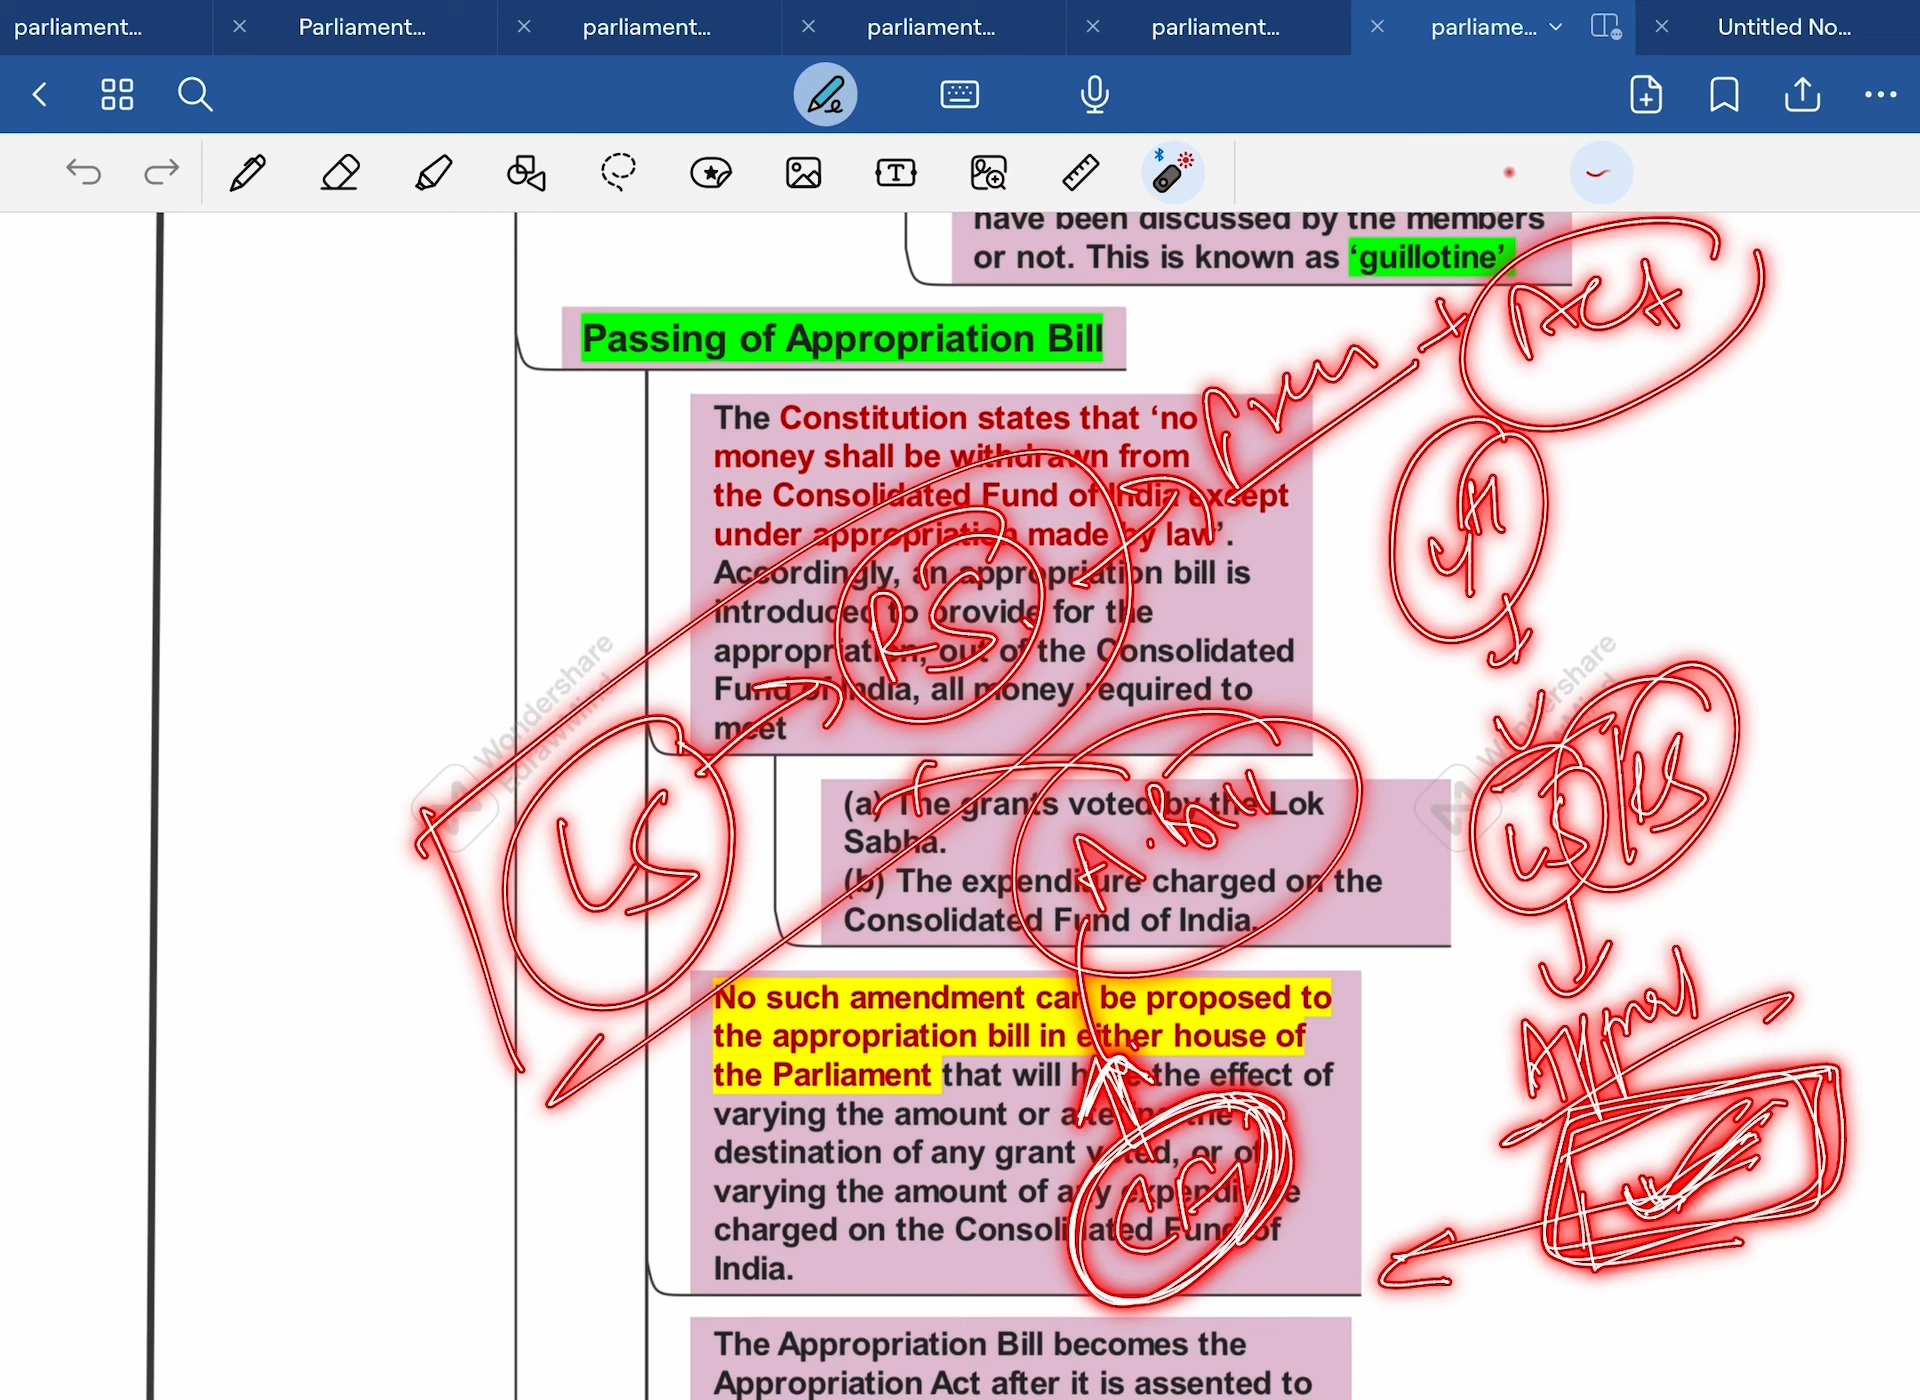 parliament...
Parliament...
parliament...
parliament...
parliament...
parliame...
Untitled No...
have been discussed by the members
or not. This is known as ‘guillotine’
Passing of Appropriation Bill
The Constitution states that ‘no
money shall be withdrawn from
the Consolidated Fund of India except
under appropriation made by law’.
Accordingly, an appropriation bill is
introduced to provide for the
appropriation, out of the Consolidated
Fund of India, all money required to
meet
(a) The grants voted by the Lok
Sabha.
(b) The expenditure charged on the
Consolidated Fund of India.
No such amendment can be proposed to
the appropriation bill in either house of
the Parliament that will have the effect of
varying the amount or altering the
destination of any grant voted, or of
varying the amount of any expenditure
charged on the Consolidated Fund of
India.
The Appropriation Bill becomes the
Appropriation Act after it is assented to
ACt
RS
LS
A.Bill
LS
RS
Wondershare
EdrawMind
Wondershare